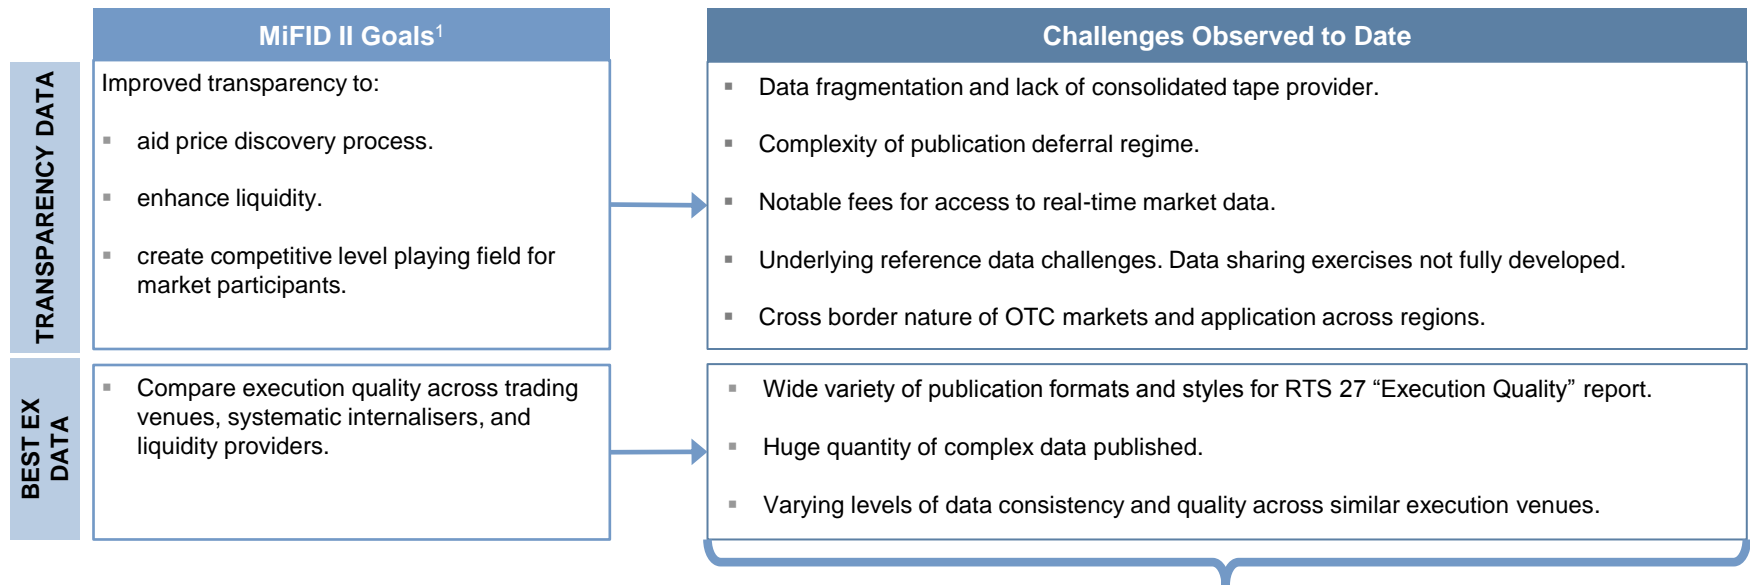 MiFID II Goals1
Challenges Observed to Date
TRANSPARENCY DATA
Improved transparency to:
▪ aid price discovery process.
▪ enhance liquidity.
▪ create competitive level playing field for
market participants.
▪ Data fragmentation and lack of consolidated tape provider.
▪ Complexity of publication deferral regime.
▪ Notable fees for access to real-time market data.
▪ Underlying reference data challenges. Data sharing exercises not fully developed.
▪ Cross border nature of OTC markets and application across regions.
BEST EX
DATA
▪ Compare execution quality across trading
venues, systematic internalisers, and
liquidity providers.
▪ Wide variety of publication formats and styles for RTS 27 “Execution Quality” report.
▪ Huge quantity of complex data published.
▪ Varying levels of data consistency and quality across similar execution venues.